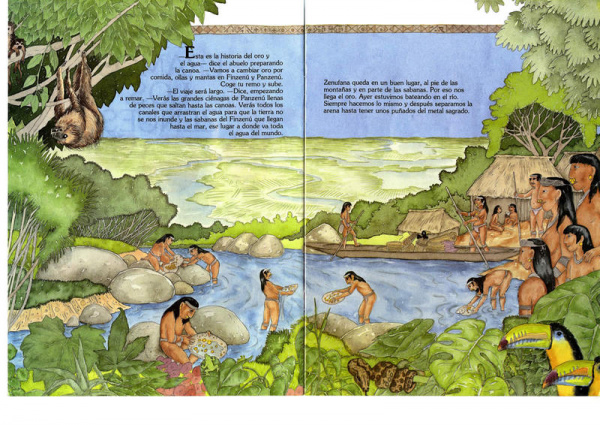 —Esta es la historia del oro y
el agua— dice el abuelo preparando
la canoa. —Vamos a cambiar oro por
comida, ollas y mantas en Finzenú y Panzenú.
Coge tu remo y sube.
—El viaje será largo. —Dice, empezando
a remar. —Verás las grandes ciénagas de Panzenú llenas
de peces que saltan hasta las canoas. Verás todos los
canales que arrastran el agua para que la tierra no
se nos inunde y las sabanas del Finzenú que llegan
hasta el mar, ese lugar a donde va toda
el agua del mundo.
Zenufana queda en un buen lugar, al pie de las
montañas y en parte de las sabanas. Por eso nos
llega el oro. Ayer estuvimos bateando en el río.
Siempre hacemos lo mismo y después separamos la
arena hasta tener unos puñados del metal sagrado.